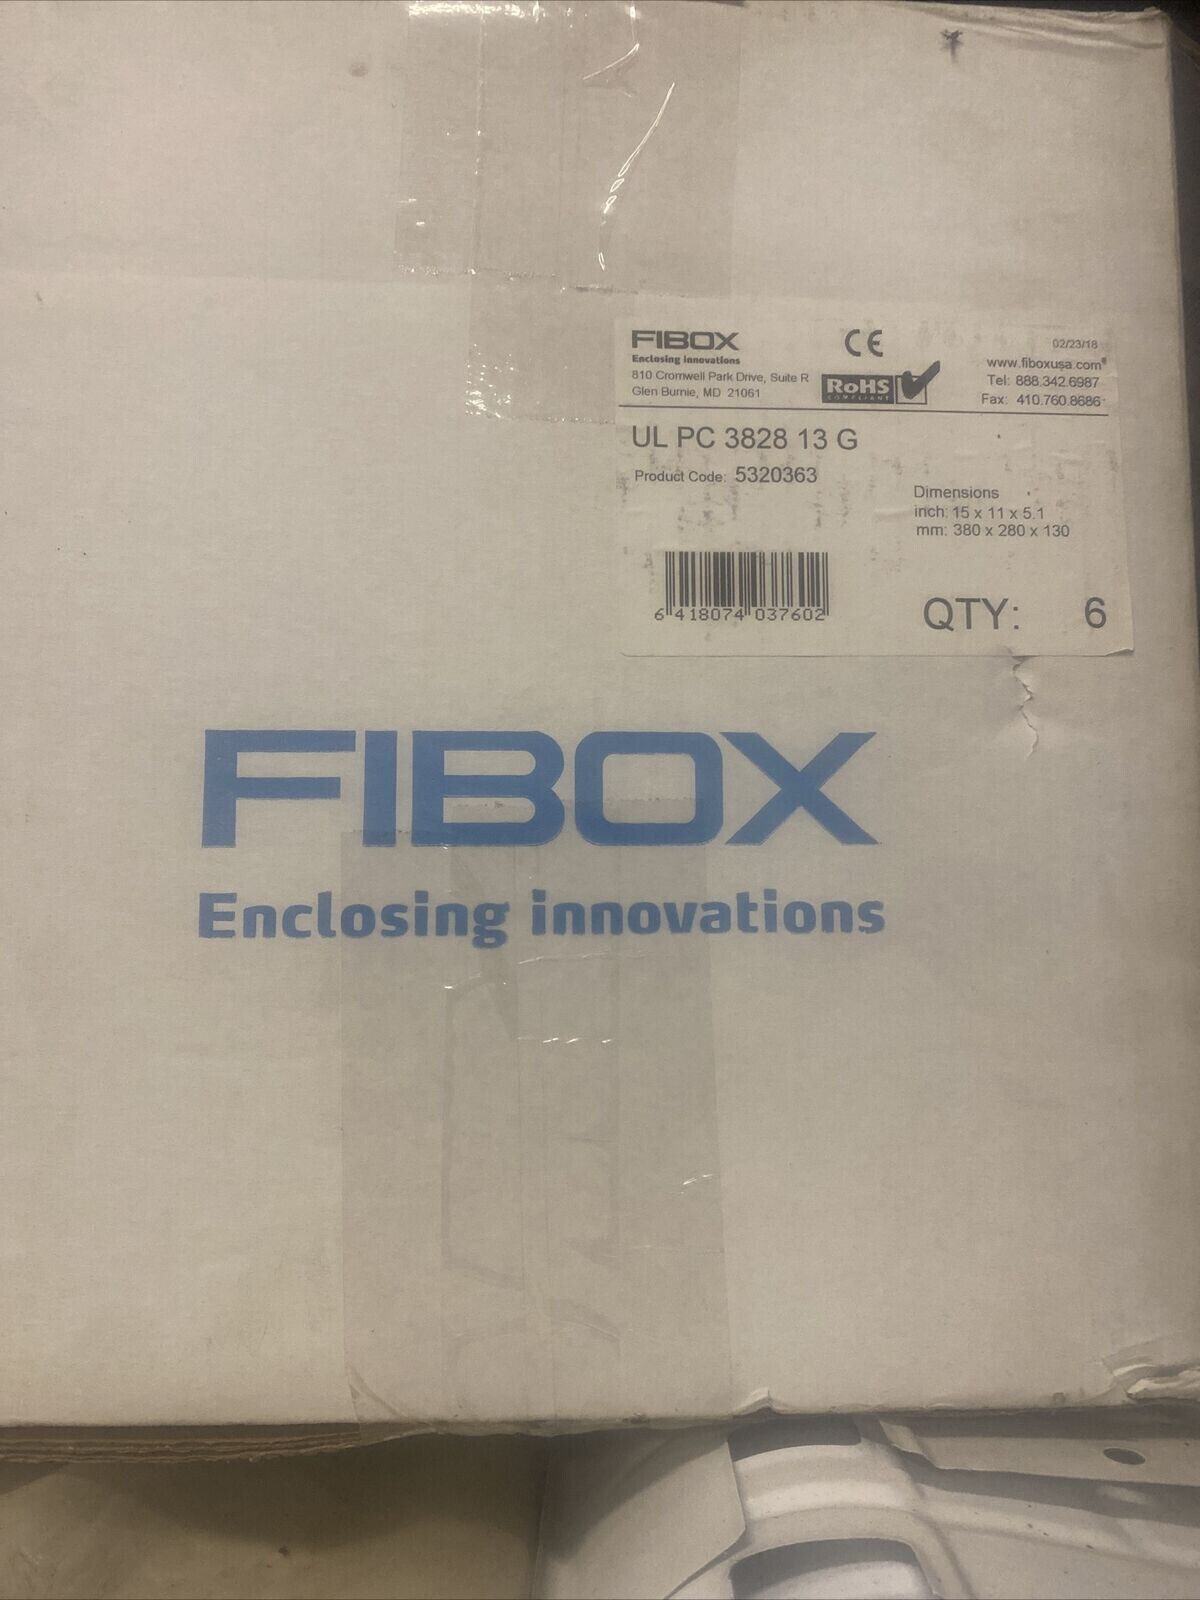 FIBOX
Enclosing innovations
810 Cromwell Park Drive, Suite R
Glen Burnie, MD 21061
CE
RoHS
COMPLIANT
02/23/18
www.fiboxusa.com
Tel: 888.342.6987
Fax: 410.760.8686
UL PC 3828 13 G
Product Code: 5320363
Dimensions
inch: 15 x 11 x 5.1
mm: 380 x 280 x 130
6 418074 037602
QTY: 6
FIBOX
Enclosing innovations